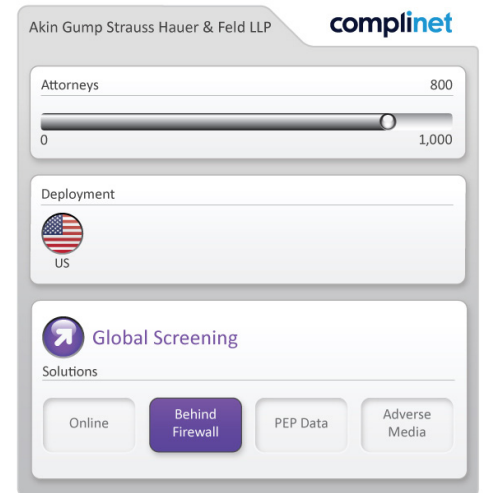 Akin Gump Strauss Hauer & Feld LLP
complinet
Attorneys 800
0 1,000
Deployment
US
Global Screening
Solutions
Online
Behind
Firewall
PEP Data
Adverse
Media